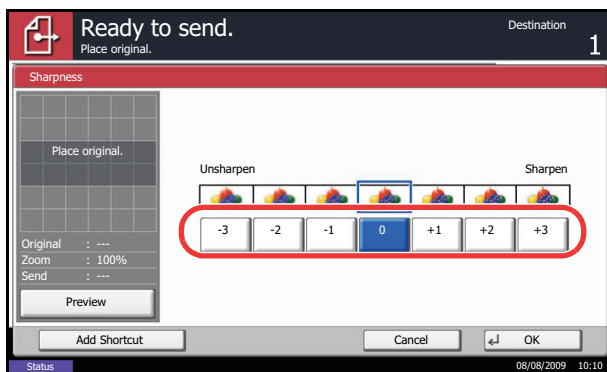 Ready to send.
Place original.
Destination
1
Sharpness
Place original.
Unsharpen
Sharpen
-3
-2
-1
0
+1
+2
+3
Original : ---
Zoom : 100%
Send : ---
Preview
Add Shortcut
Cancel
OK
Status
08/08/2009 10:10